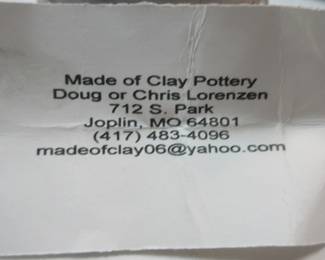 Made of Clay Pottery
Doug or Chris Lorenzen
712 S. Park
Joplin, MO 64801
(417) 483-4096
madeofclay06@yahoo.com